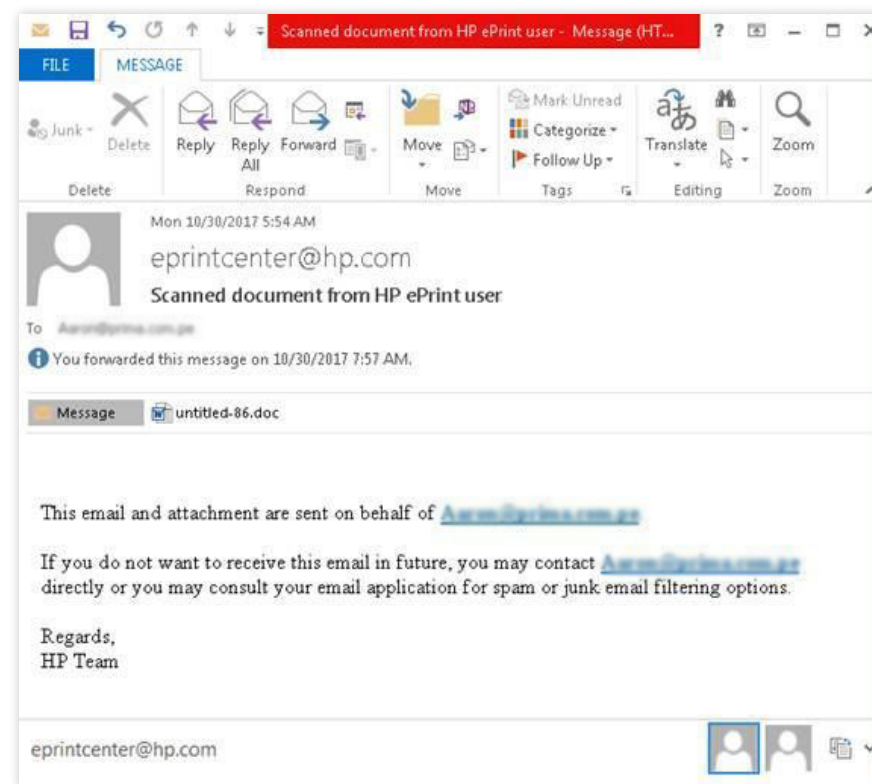 Scanned document from HP ePrint user - Message (HT...
?
FILE MESSAGE
Junk
Delete
Reply
Reply All
Forward
Move
Mark Unread
Categorize
Follow Up
Translate
Zoom
Delete Respond Move Tags Editing Zoom
Mon 10/30/2017 5:54 AM
eprintcenter@hp.com
Scanned document from HP ePrint user
To
You forwarded this message on 10/30/2017 7:57 AM.
Message untitled-86.doc
This email and attachment are sent on behalf of
If you do not want to receive this email in future, you may contact
directly or you may consult your email application for spam or junk email filtering options.
Regards,
HP Team
eprintcenter@hp.com